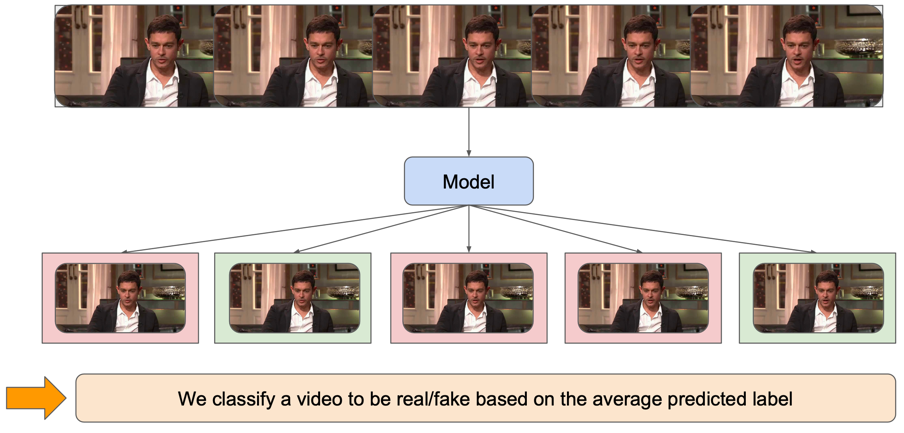 Model
We classify a video to be real/fake based on the average predicted label